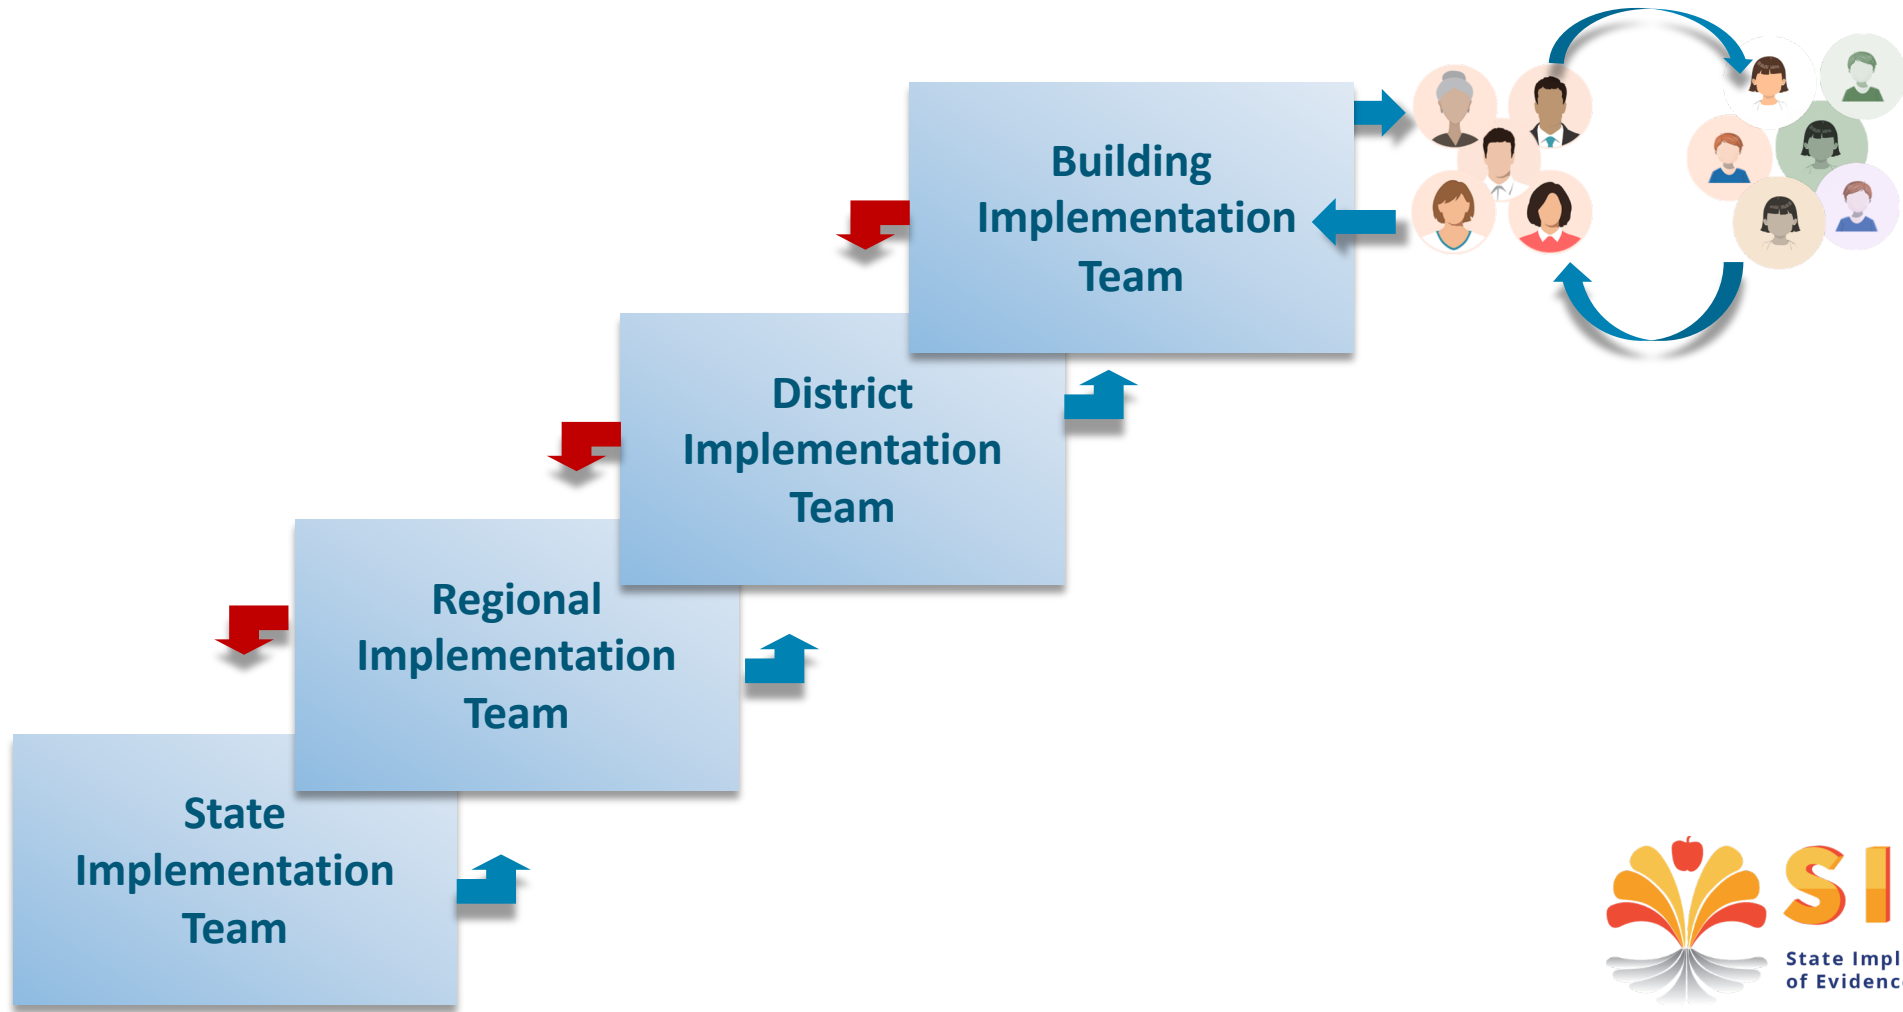 Building
Implementation
Team
District
Implementation
Team
Regional
Implementation
Team
State
Implementation
Team
SI
State Impl
of Evidenc